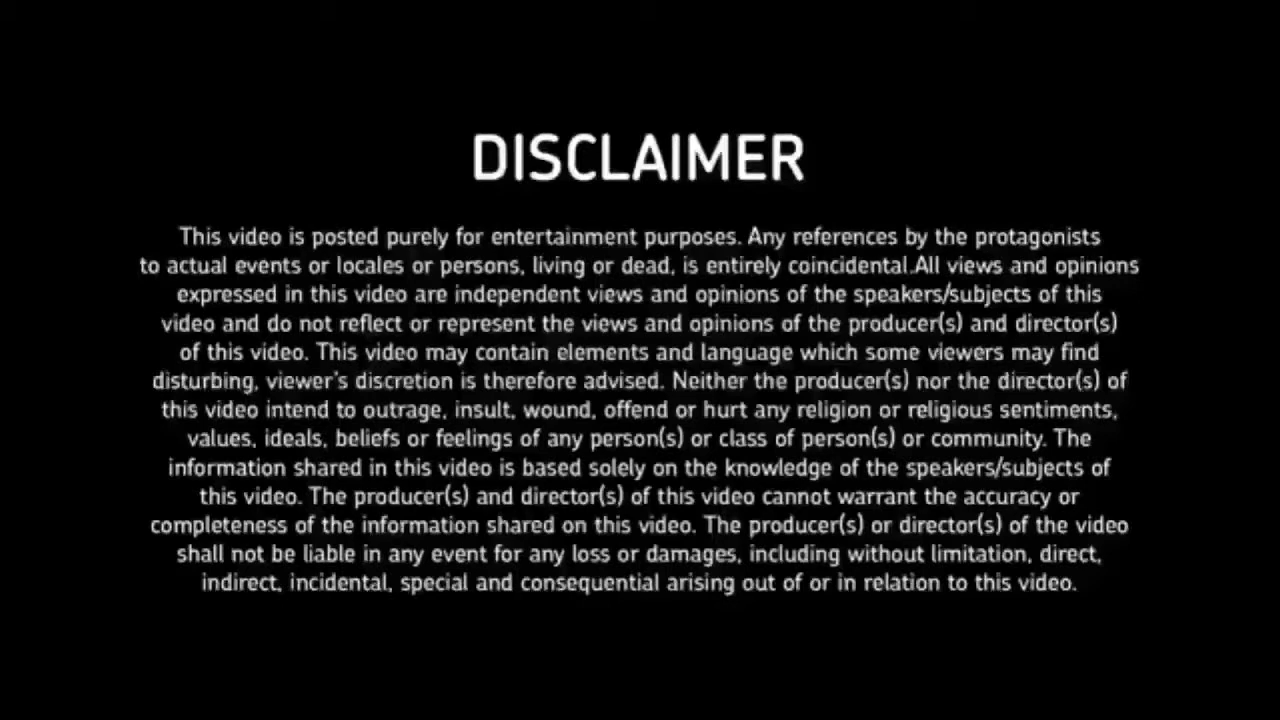 DISCLAIMER
This video is posted purely for entertainment purposes. Any references by the protagonists
to actual events or locales or persons, living or dead, is entirely coincidental.All views and opinions
expressed in this video are independent views and opinions of the speakers/subjects of this
video and do not reflect or represent the views and opinions of the producer(s) and director(s)
of this video. This video may contain elements and language which some viewers may find
disturbing, viewer's discretion is therefore advised. Neither the producer(s) nor the director(s) of
this video intend to outrage, insult, wound, offend or hurt any religion or religious sentiments,
values, ideals, beliefs or feelings of any person(s) or class of person(s) or community. The
information shared in this video is based solely on the knowledge of the speakers/subjects of
this video. The producer(s) and director(s) of this video cannot warrant the accuracy or
completeness of the information shared on this video. The producer(s) or director(s) of the video
shall not be liable in any event for any loss or damages, including without limitation, direct,
indirect, incidental, special and consequential arising out of or in relation to this video.